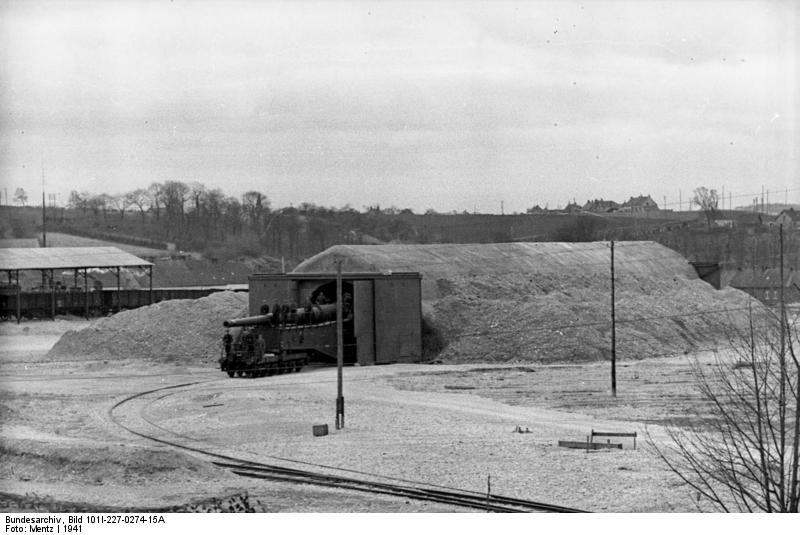 Bundesarchiv, Bild 101I-227-0274-15A
Foto: Mentz | 1941